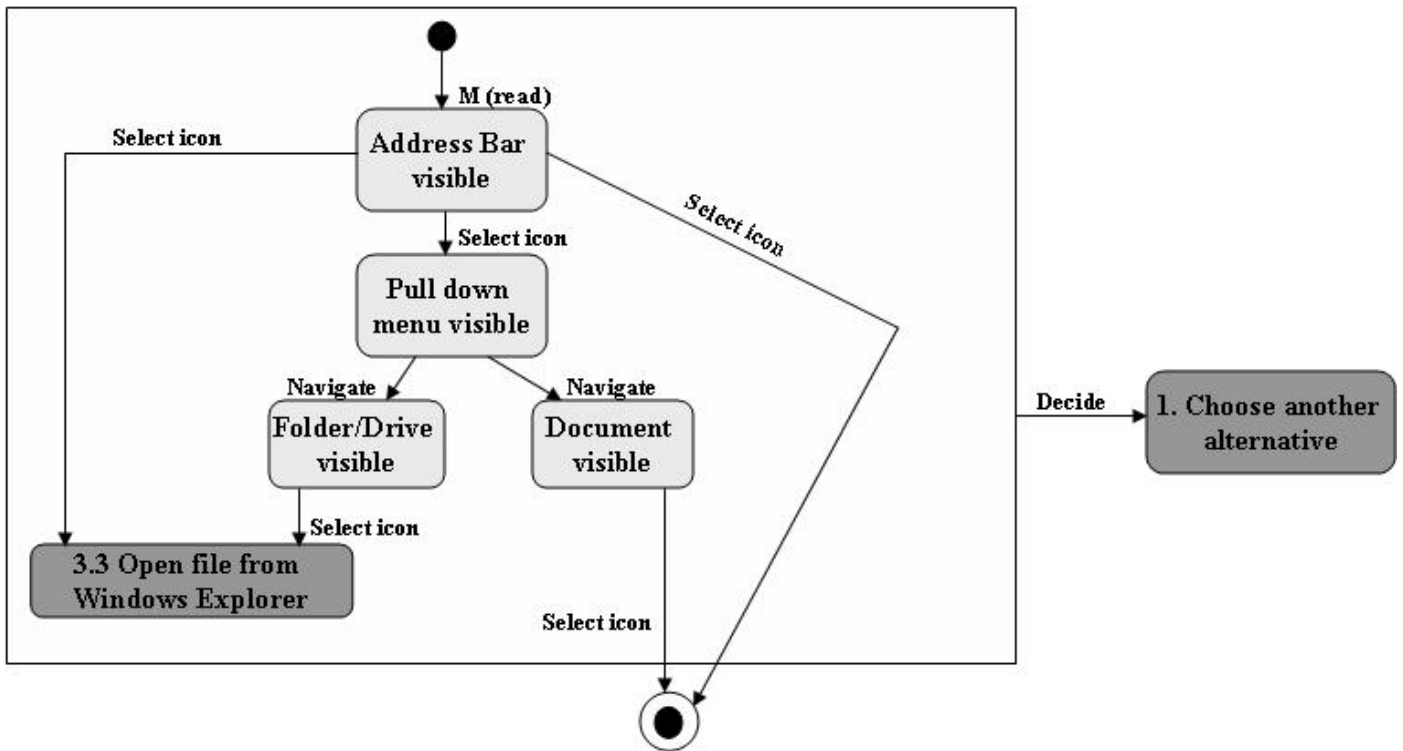 M (read)
Select icon
Address Bar
visible
Select icon
Select icon
Pull down
menu visible
Navigate
Navigate
Folder/Drive
visible
Document
visible
Decide
1. Choose another
alternative
Select icon
3.3 Open file from
Windows Explorer
Select icon